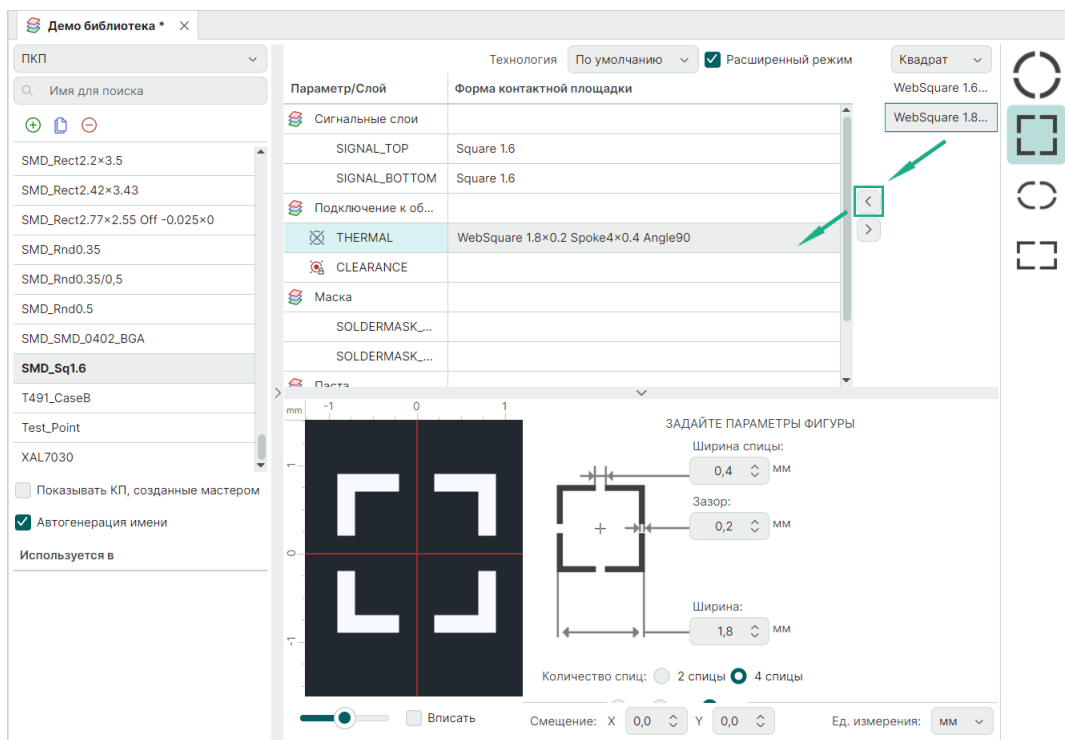 Демо библиотека *
ПКП
Технология По умолчанию Расширенный режим Квадрат
Имя для поиска
Параметр/Слой Форма контактной площадки
WebSquare 1.6...
WebSquare 1.8...
Сигнальные слои
SIGNAL_TOP Square 1.6
SIGNAL_BOTTOM Square 1.6
Подключение к об...
THERMAL WebSquare 1.8×0.2 Spoke4×0.4 Angle90
CLEARANCE
Маска
SOLDERMASK_...
SOLDERMASK_...
Паста
SMD_Rect2.2×3.5
SMD_Rect2.42×3.43
SMD_Rect2.77×2.55 Off -0.025×0
SMD_Rnd0.35
SMD_Rnd0.35/0,5
SMD_Rnd0.5
SMD_SMD_0402_BGA
SMD_Sq1.6
T491_CaseB
Test_Point
XAL7030
Показывать КП, созданные мастером
Автогенерация имени
Используется в
mm -1 0 1
1
0
-1
ЗАДАЙТЕ ПАРАМЕТРЫ ФИГУРЫ
Ширина спицы:
0,4 мм
Зазор:
0,2 мм
Ширина:
1,8 мм
Количество спиц: 2 спицы 4 спицы
Вписать
Смещение: X 0,0 Y 0,0 Ед. измерения: мм